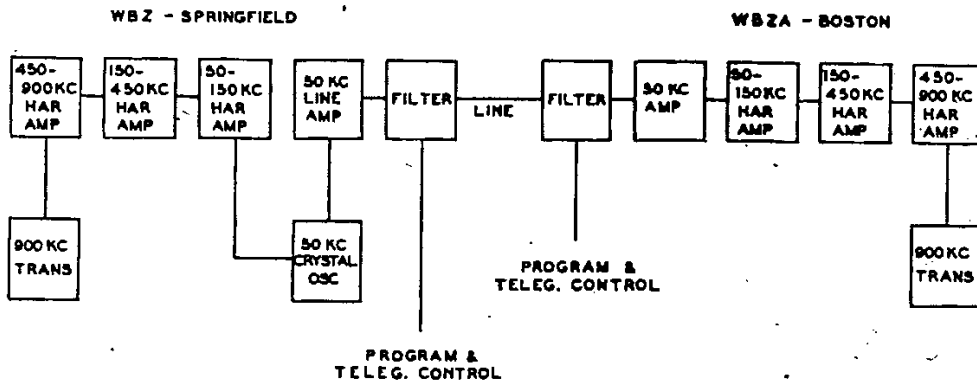 WBZ - SPRINGFIELD
WBZA - BOSTON
450-
900KC
HAR
AMP
150-
450KC
HAR
AMP
50-
150KC
HAR
AMP
50 KC
LINE
AMP
FILTER
LINE
FILTER
50 KC
AMP
50-
150KC
HAR
AMP
150-
450KC
HAR
AMP
450-
900KC
HAR
AMP
900 KC
TRANS
50 KC
CRYSTAL
OSC
PROGRAM &
TELEG. CONTROL
900KC
TRANS
PROGRAM &
TELEG. CONTROL